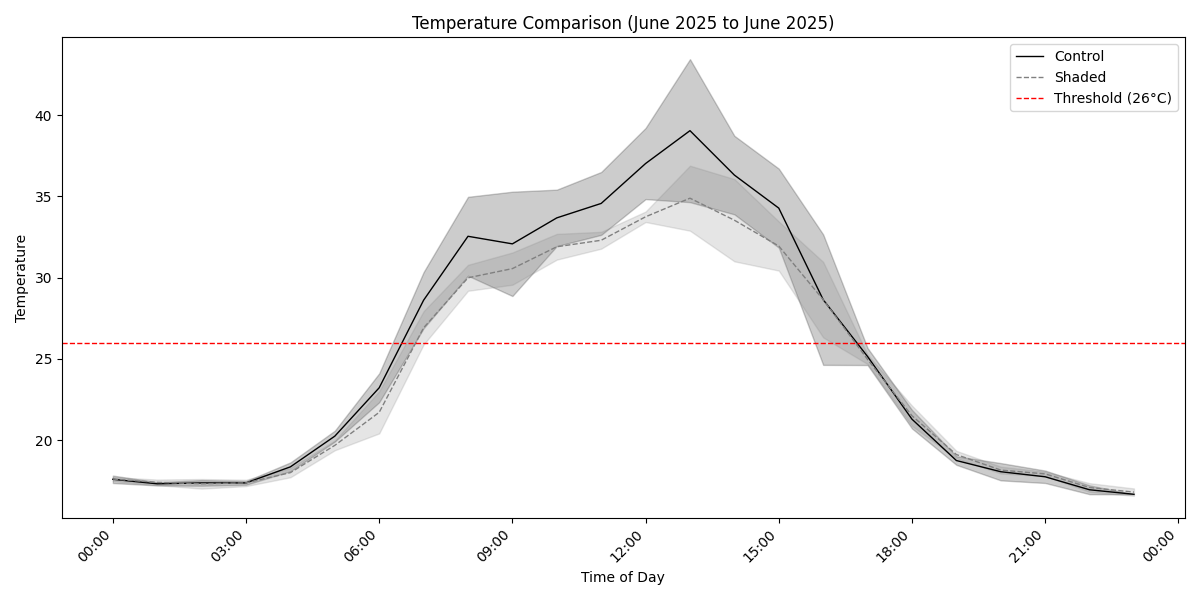 Temperature Comparison (June 2025 to June 2025)
Control
Shaded
Threshold (26°C)
Temperature
40
35
30
25
20
00:00
03:00
06:00
09:00
12:00
15:00
18:00
21:00
00:00
Time of Day